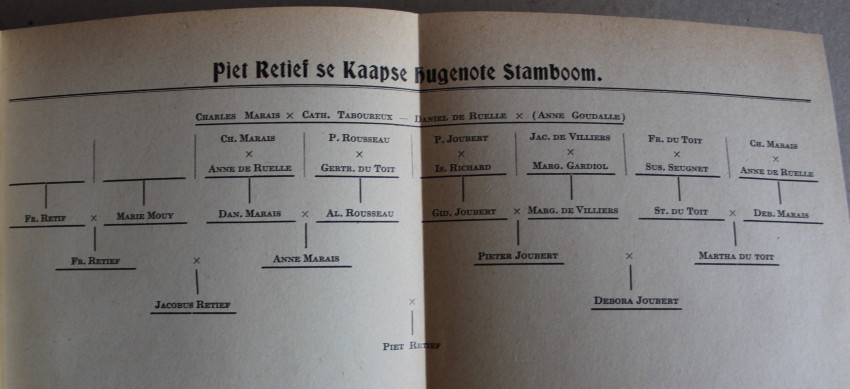 Piet Retief se Kaapse Hugenote Stamboom.
CHARLES MARAIS × CATH. TABOUREUX — DANIEL DE RUELLE × (ANNE GOUDALLE)
CH. MARAIS P. ROUSSEAU P. JOUBERT JAC. DE VILLIERS FR. DU TOIT CH. MARAIS
× × × × × ×
ANNE DE RUELLE GERTR. DU TOIT IS. RICHARD MARG. GARDIOL SUS. SEUGNET ANNE DE RUELLE
FR. RETIF × MARIE MOUY DAN. MARAIS × AL. ROUSSEAU GID. JOUBERT × MARG. DE VILLIERS ST. DU TOIT × DEB. MARAIS
FR. RETIEF × ANNE MARAIS PIETER JOUBERT × MARTHA DU TOIT
JACOBUS RETIEF × DEBORA JOUBERT
PIET RETIEF